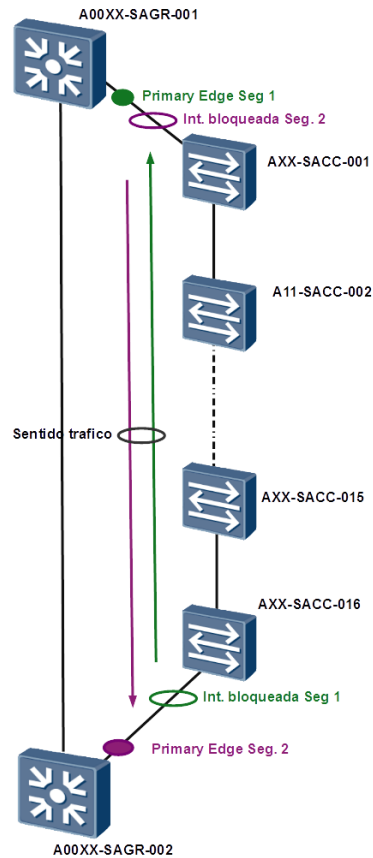 A00XX-SAGR-001
Primary Edge Seg 1
Int. bloqueada Seg. 2
AXX-SACC-001
A11-SACC-002
Sentido trafico
AXX-SACC-015
AXX-SACC-016
Int. bloqueada Seg 1
Primary Edge Seg. 2
A00XX-SAGR-002